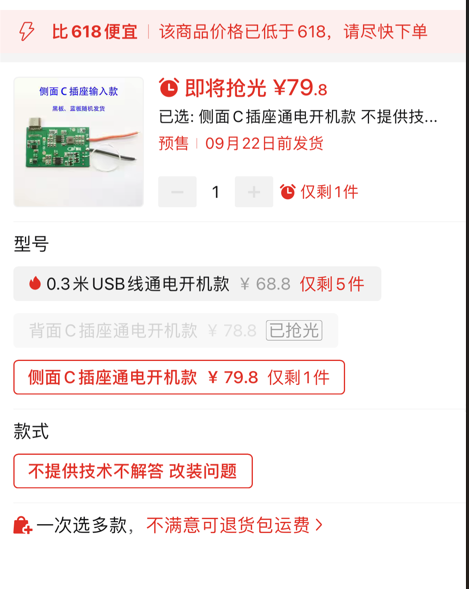 比618便宜 | 该商品价格已低于618，请尽快下单
侧面C插座输入款
黑板、蓝板随机发货
即将抢光 ¥79.8
已选: 侧面C插座通电开机款 不提供技...
预售 | 09月22日前发货
− 1 + 仅剩1件
型号
0.3米USB线通电开机款 ¥ 68.8 仅剩5件
背面C插座通电开机款 ¥ 78.8 已抢光
侧面C插座通电开机款 ¥ 79.8 仅剩1件
款式
不提供技术不解答 改装问题
一次选多款，不满意可退货包运费 >